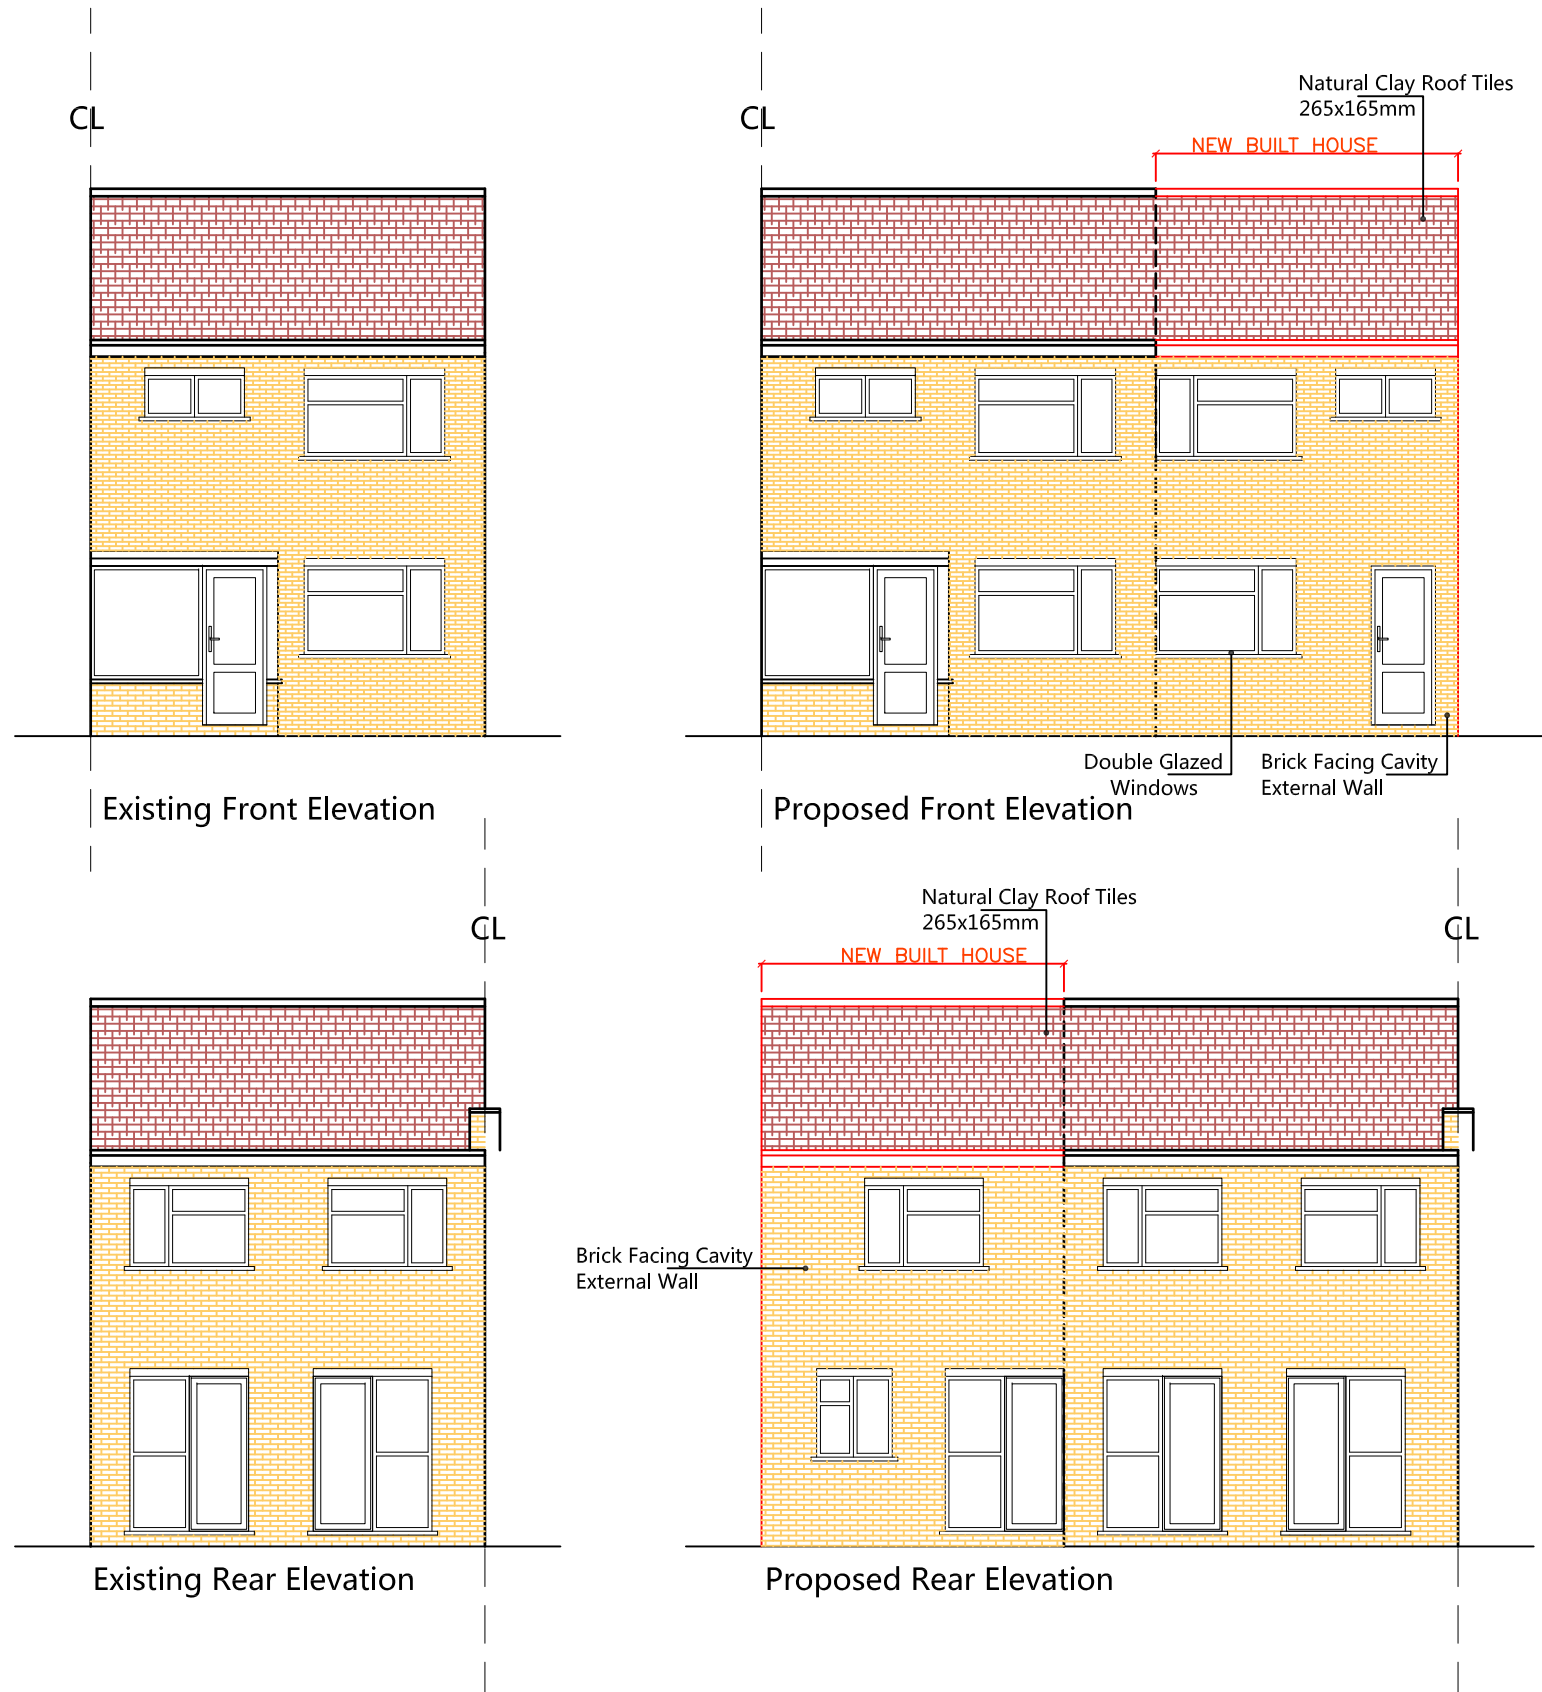 Natural Clay Roof Tiles
265x165mm
CL
CL
NEW BUILT HOUSE
Double Glazed
Windows
Brick Facing Cavity
External Wall
Existing Front Elevation
Proposed Front Elevation
Natural Clay Roof Tiles
265x165mm
CL
CL
NEW BUILT HOUSE
Brick Facing Cavity
External Wall
Existing Rear Elevation
Proposed Rear Elevation